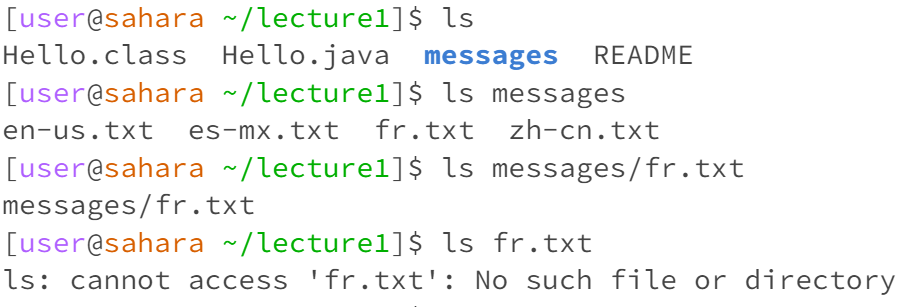 [user@sahara ~/lecture1]$ ls
Hello.class  Hello.java  messages  README
[user@sahara ~/lecture1]$ ls messages
en-us.txt  es-mx.txt  fr.txt  zh-cn.txt
[user@sahara ~/lecture1]$ ls messages/fr.txt
messages/fr.txt
[user@sahara ~/lecture1]$ ls fr.txt
ls: cannot access 'fr.txt': No such file or directory